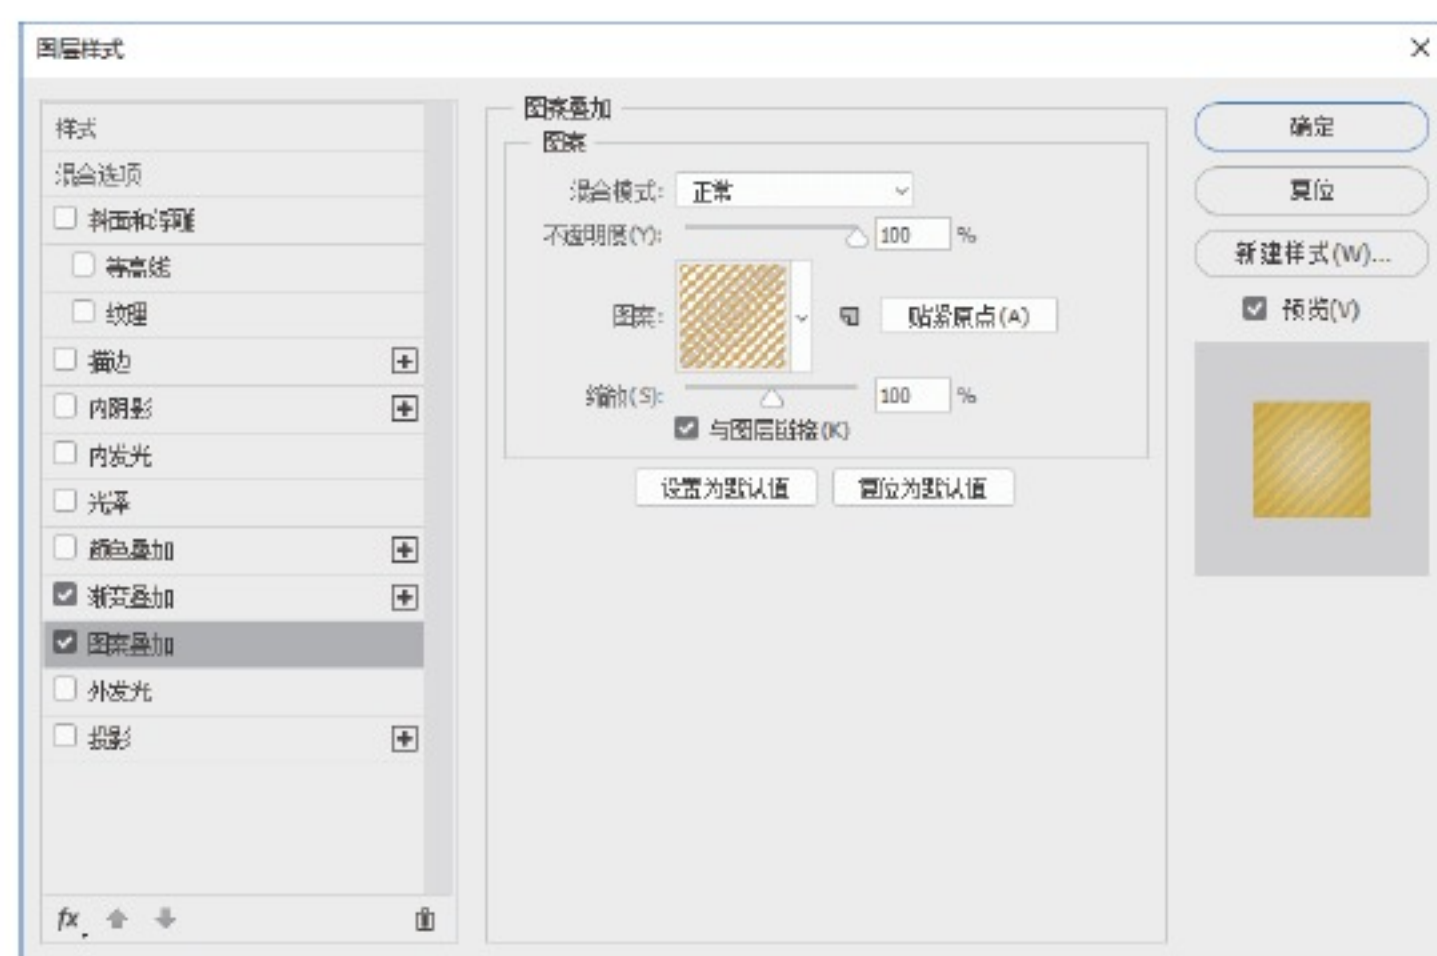 图层样式
样式
混合选项
斜面和浮雕
等高线
纹理
描边
内阴影
内发光
光泽
颜色叠加
渐变叠加
图案叠加
外发光
投影
fx
图案叠加
图案
混合模式: 正常
不透明度(Y): 100 %
图案: 贴紧原点(A)
缩放(S): 100 %
与图层链接(K)
设置为默认值 复位为默认值
确定
复位
新建样式(W)...
预览(V)